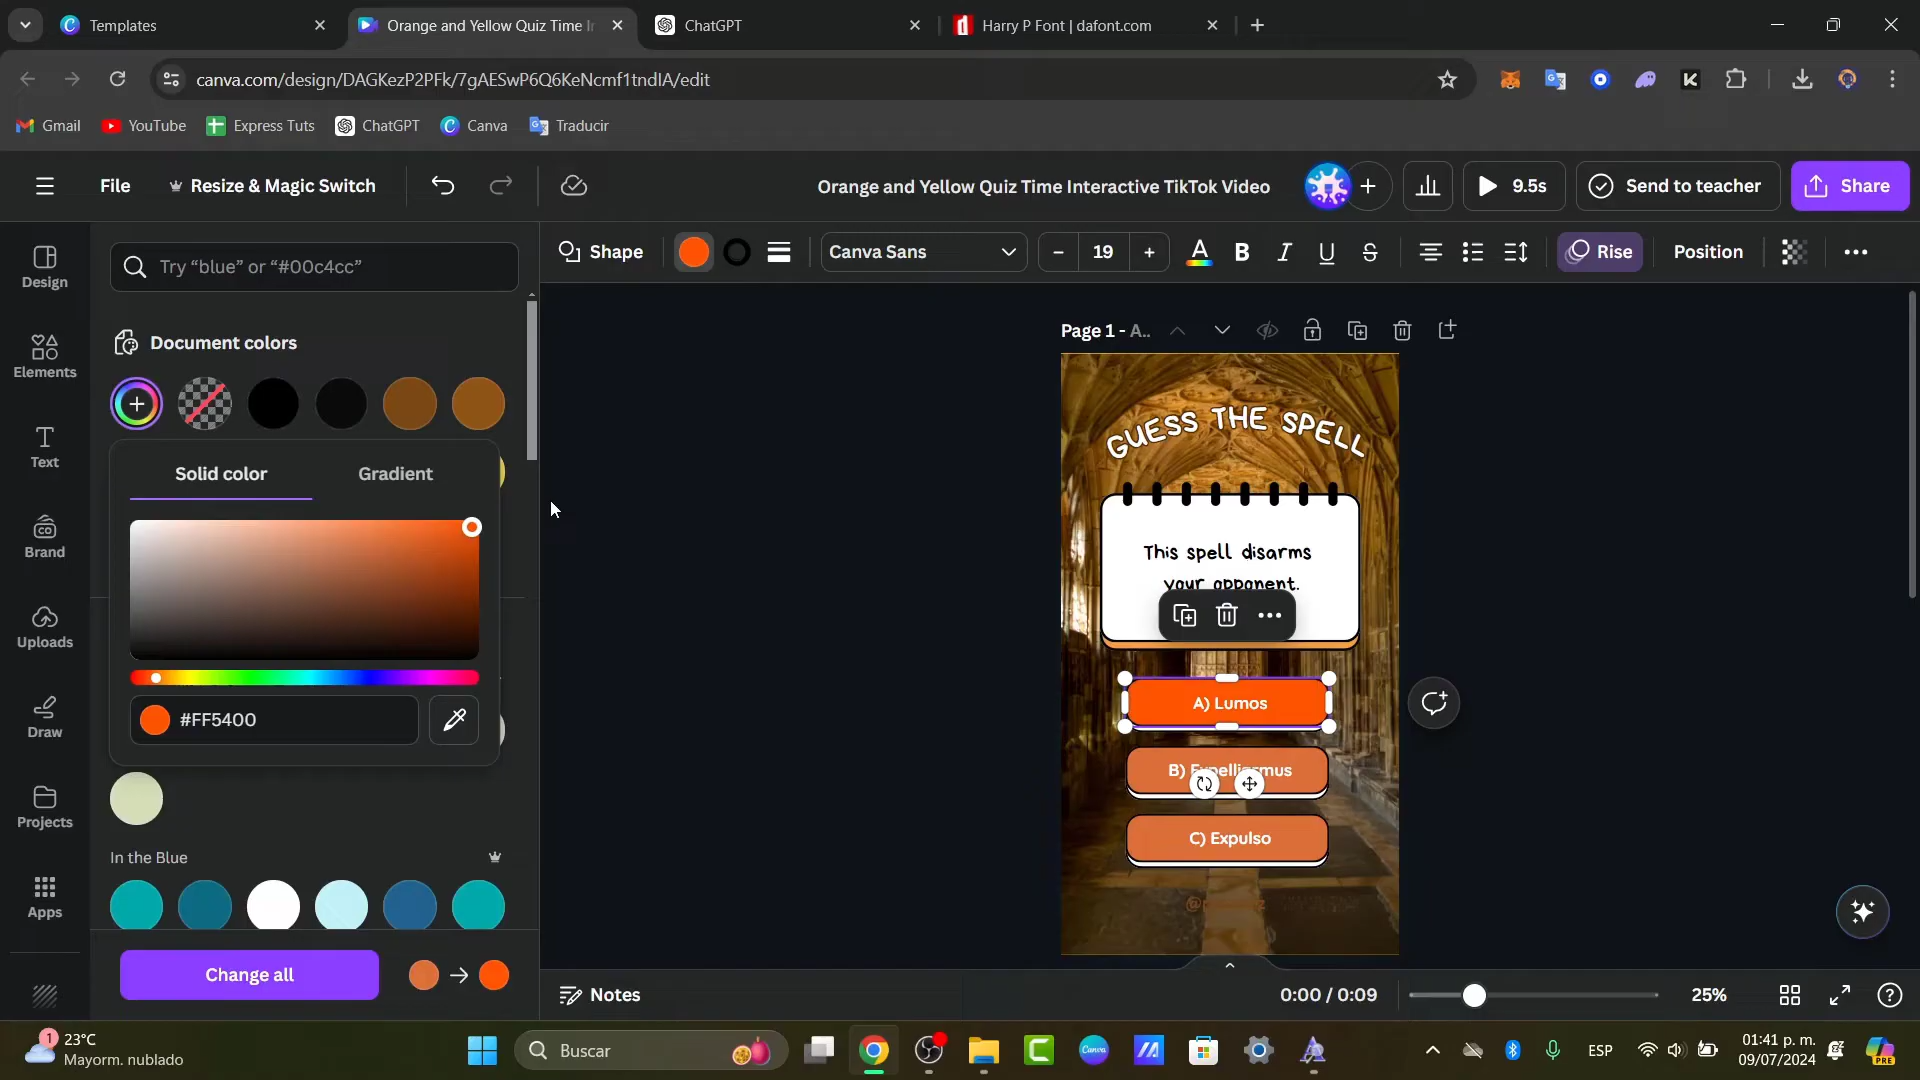 Templates
Orange and Yellow Quiz Time In
ChatGPT
Harry P Font | dafont.com
canva.com/design/DAGKezP2PFk/7gAESwP6Q6KeNcmf1tndIA/edit
Gmail
YouTube
Express Tuts
ChatGPT
Canva
Traducir
File
Resize & Magic Switch
Orange and Yellow Quiz Time Interactive TikTok Video
9.5s
Send to teacher
Share
Try “blue” or “#00c4cc”
Shape
Canva Sans
19
Rise
Position
Design
Elements
Text
Brand
Uploads
Draw
Projects
Apps
Document colors
Solid color
Gradient
#FF5400
In the Blue
Change all
Page 1 - A..
GUESS THE SPELL
This spell disarms
your opponent.
A) Lumos
B) Expelliarmus
C) Expulso
Notes
0:00 / 0:09
25%
1
23°C
Mayorm. nublado
Buscar
Canva
ESP
01:41 p. m.
09/07/2024
PRE